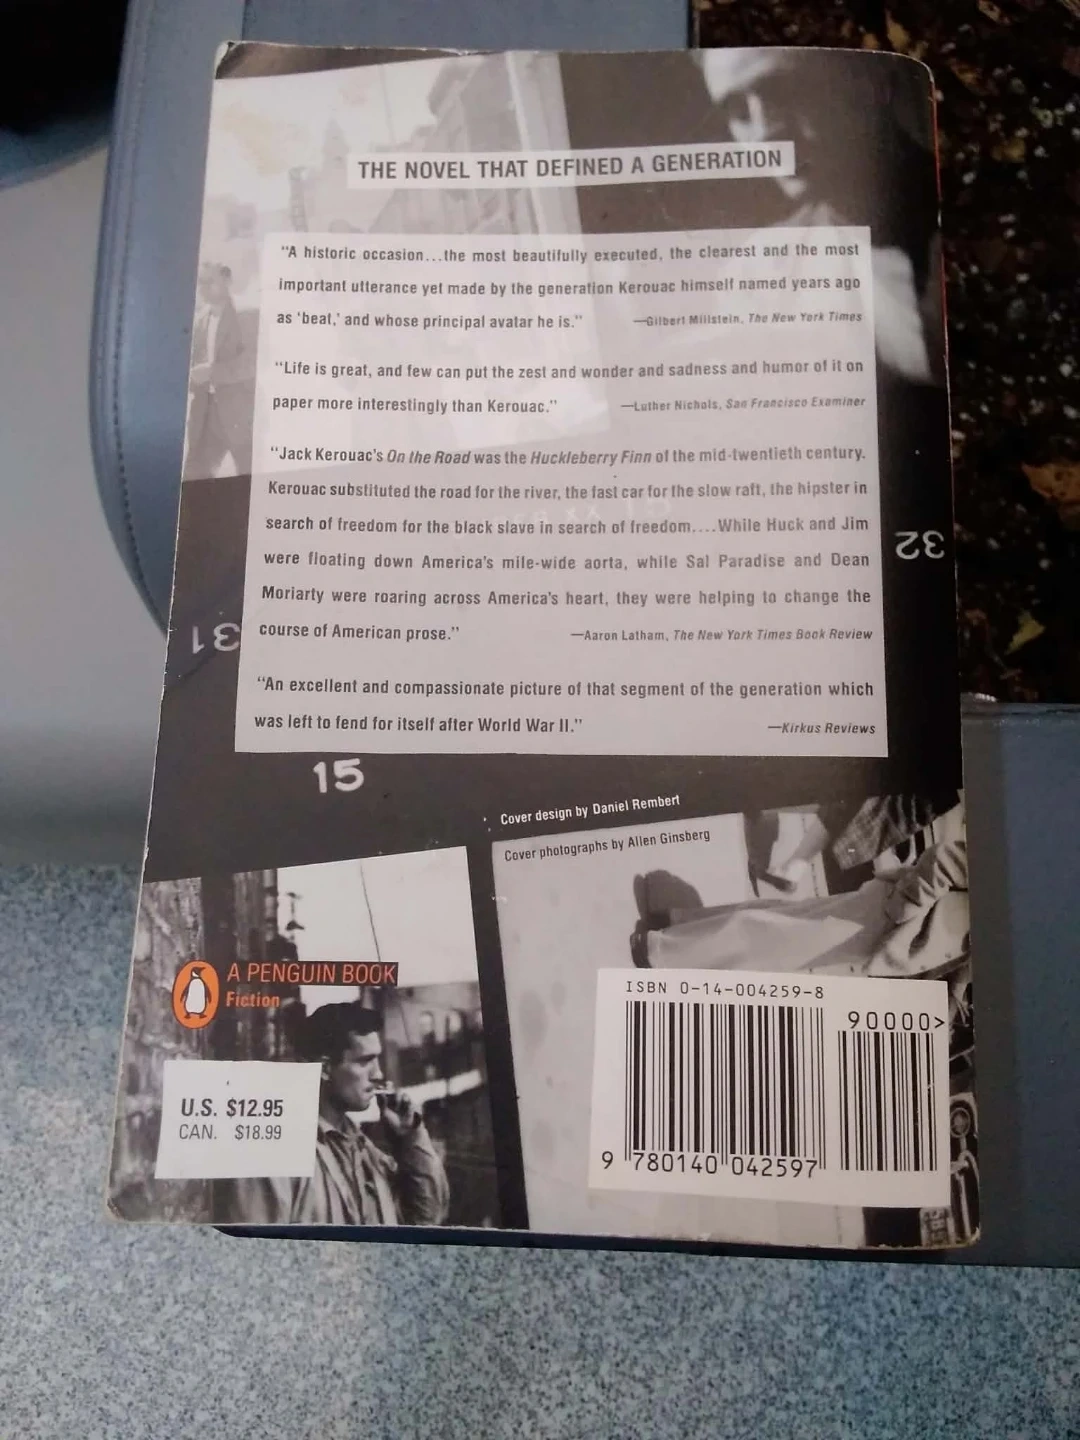 THE NOVEL THAT DEFINED A GENERATION
“A historic occasion...the most beautifully executed, the clearest and the most
important utterance yet made by the generation Kerouac himself named years ago
as ‘beat,’ and whose principal avatar he is.” —Gilbert Millstein, The New York Times
“Life is great, and few can put the zest and wonder and sadness and humor of it on
paper more interestingly than Kerouac.” —Luther Nichols, San Francisco Examiner
“Jack Kerouac's On the Road was the Huckleberry Finn of the mid-twentieth century.
Kerouac substituted the road for the river, the fast car for the slow raft, the hipster in
search of freedom for the black slave in search of freedom....While Huck and Jim
were floating down America's mile-wide aorta, while Sal Paradise and Dean
Moriarty were roaring across America's heart, they were helping to change the
course of American prose.” —Aaron Latham, The New York Times Book Review
“An excellent and compassionate picture of that segment of the generation which
was left to fend for itself after World War II.” —Kirkus Reviews
32
31
15
Cover design by Daniel Rembert
Cover photographs by Allen Ginsberg
A PENGUIN BOOK
Fiction
U.S. $12.95
CAN. $18.99
ISBN 0-14-004259-8
90000>
9 780140 042597